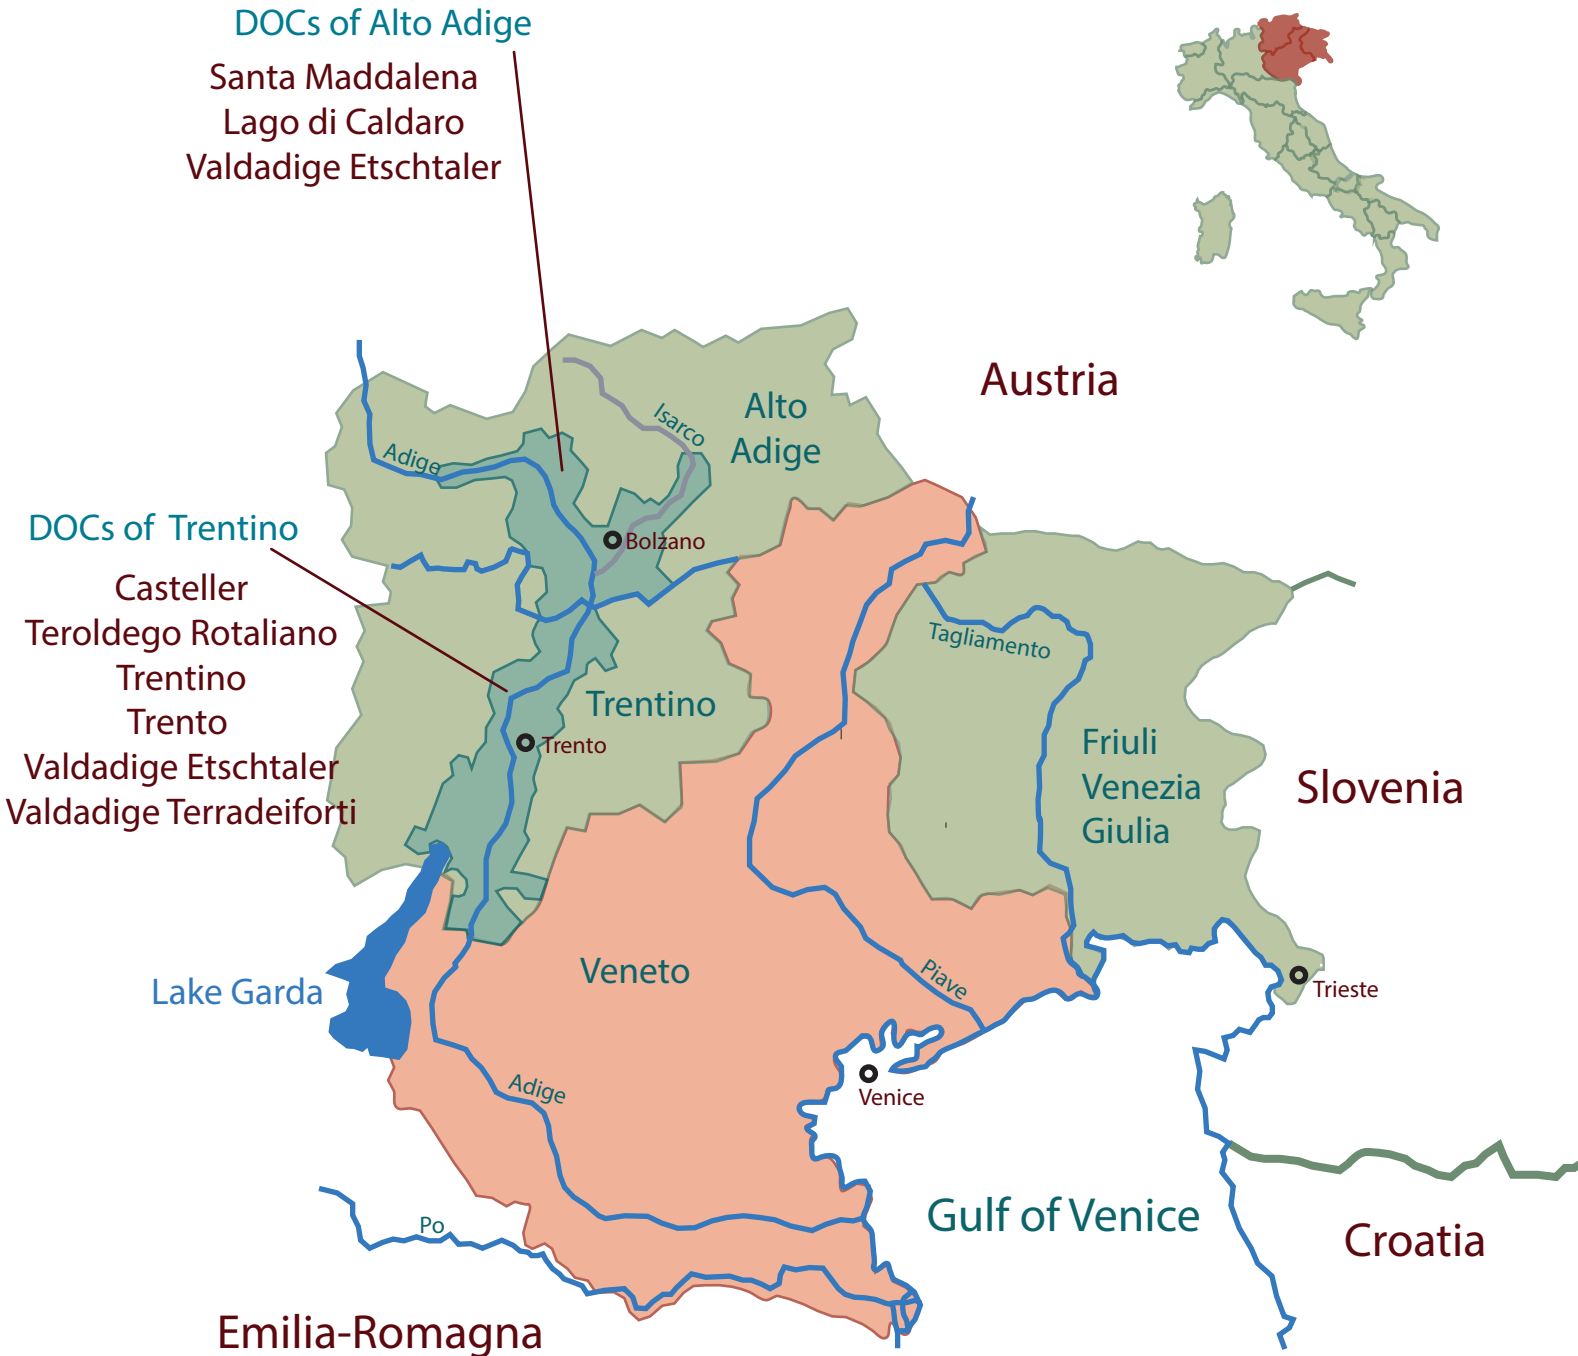 DOCs of Alto Adige
Santa Maddalena
Lago di Caldaro
Valdadige Etschtaler
Austria
Alto
Adige
Isarco
Adige
DOCs of Trentino
Bolzano
Casteller
Teroldego Rotaliano
Trentino
Trento
Valdadige Etschtaler
Valdadige Terradeiforti
Trentino
Trento
Tagliamento
Friuli
Venezia
Giulia
Slovenia
Veneto
Piave
Lake Garda
Trieste
Adige
Venice
Po
Gulf of Venice
Croatia
Emilia-Romagna